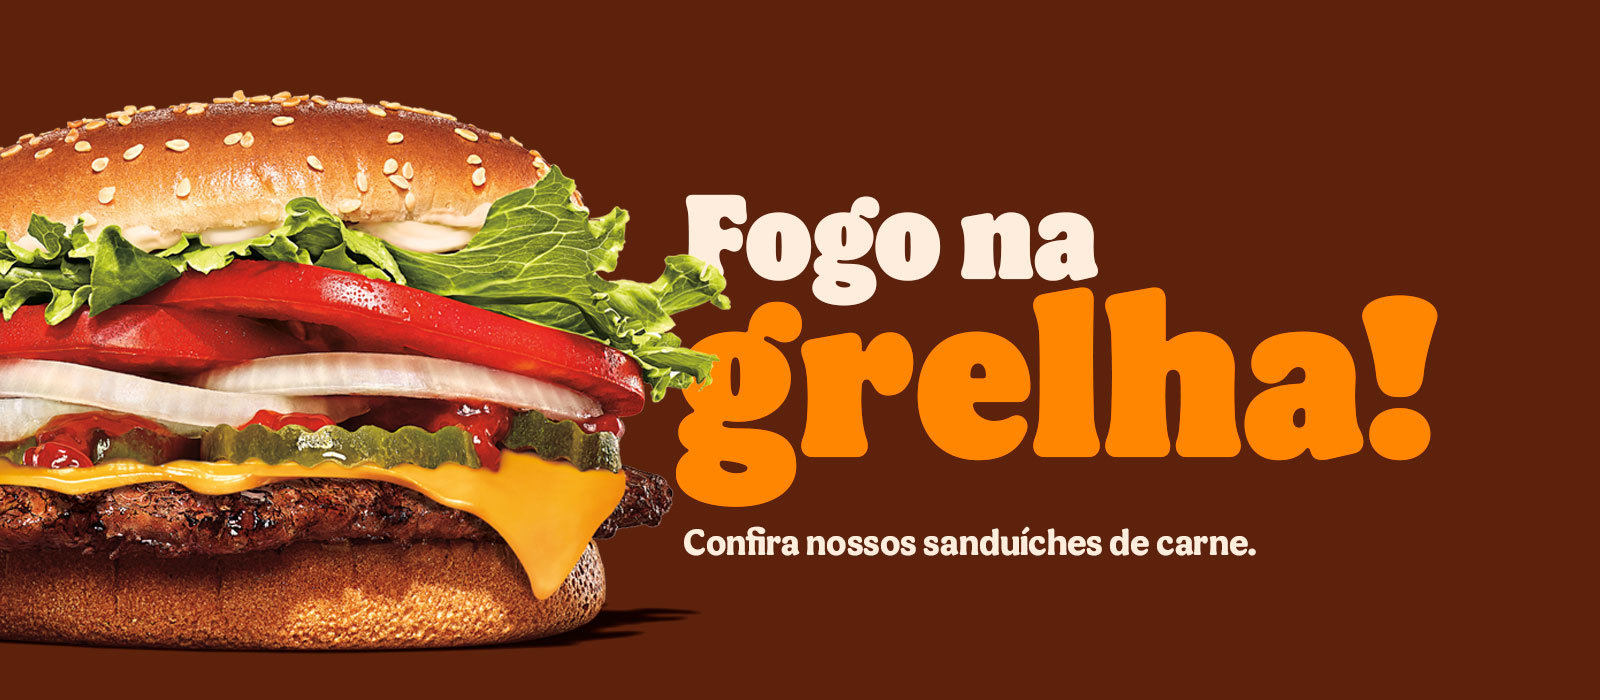 Fogo na
grelha!
Confira nossos sanduíches de carne.